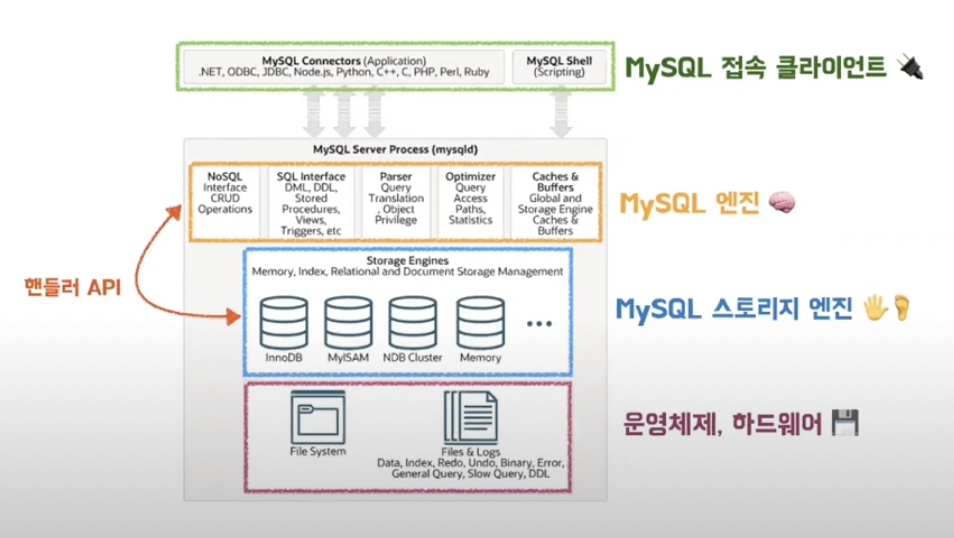 MySQL Connectors (Application)
.NET, ODBC, JDBC, Node.js, Python, C++, C, PHP, Perl, Ruby
MySQL Shell
(Scripting)
MySQL 접속 클라이언트
MySQL Server Process (mysqld)
NoSQL
Interface
CRUD
Operations
SQL Interface
DML, DDL,
Stored
Procedures,
Views,
Triggers, etc
Parser
Query
Translation
, Object
Privilege
Optimizer
Query
Access
Paths,
Statistics
Caches &
Buffers
Global and
Storage Engine
Caches &
Buffers
MySQL 엔진
핸들러 API
Storage Engines
Memory, Index, Relational and Document Storage Management
InnoDB
MyISAM
NDB Cluster
Memory
MySQL 스토리지 엔진
File System
Files & Logs
Data, Index, Redo, Undo, Binary, Error,
General Query, Slow Query, DDL
운영체제, 하드웨어